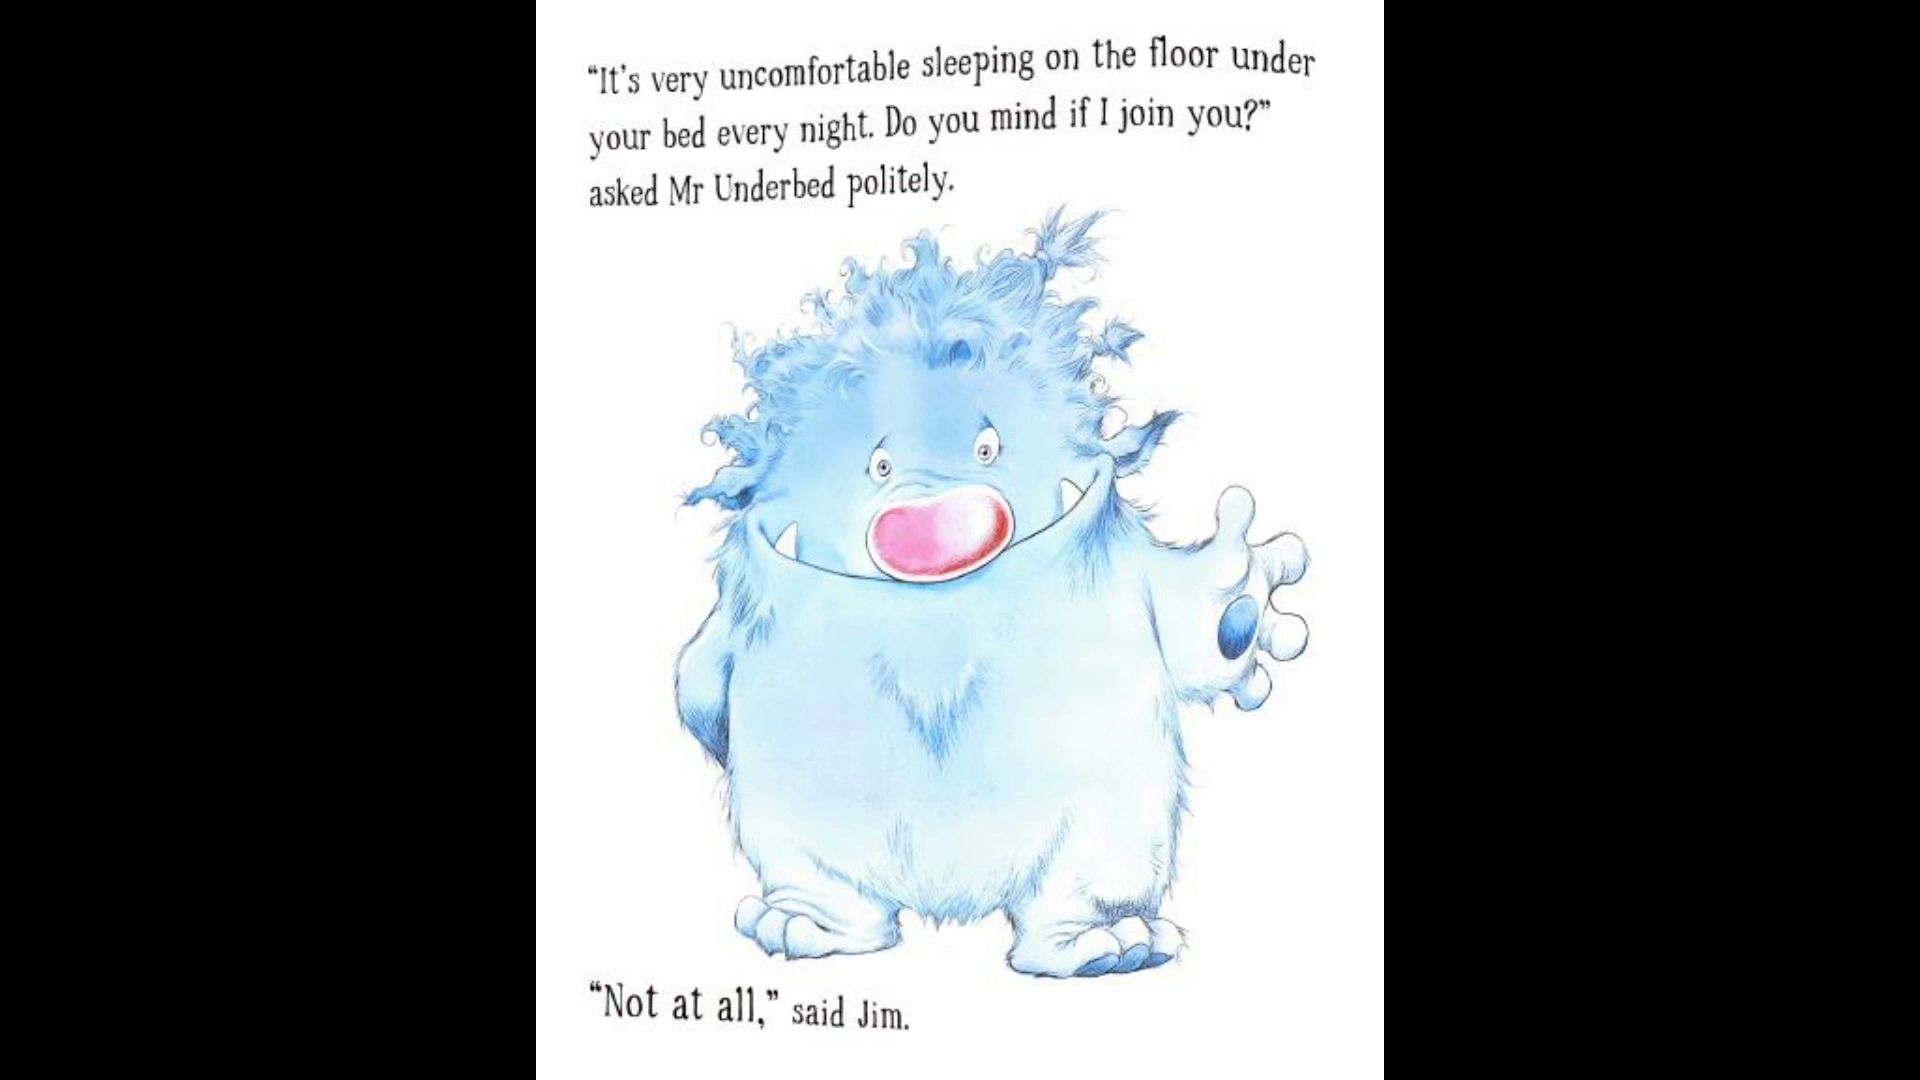 “It’s very uncomfortable sleeping on the floor under
your bed every night. Do you mind if I join you?”
asked Mr Underbed politely.
“Not at all,” said Jim.